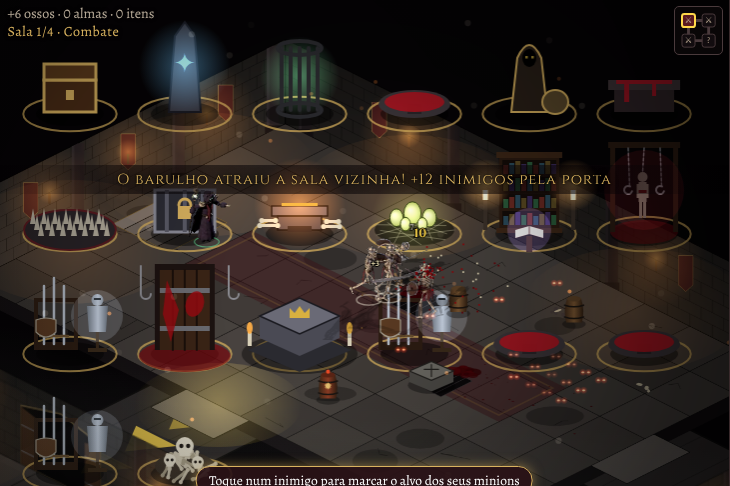 +6 ossos · 0 almas · 0 itens
Sala 1/4 · Combate
?
O barulho atraiu a sala vizinha! +12 inimigos pela porta
10
+3
Toque num inimigo para marcar o alvo dos seus minions